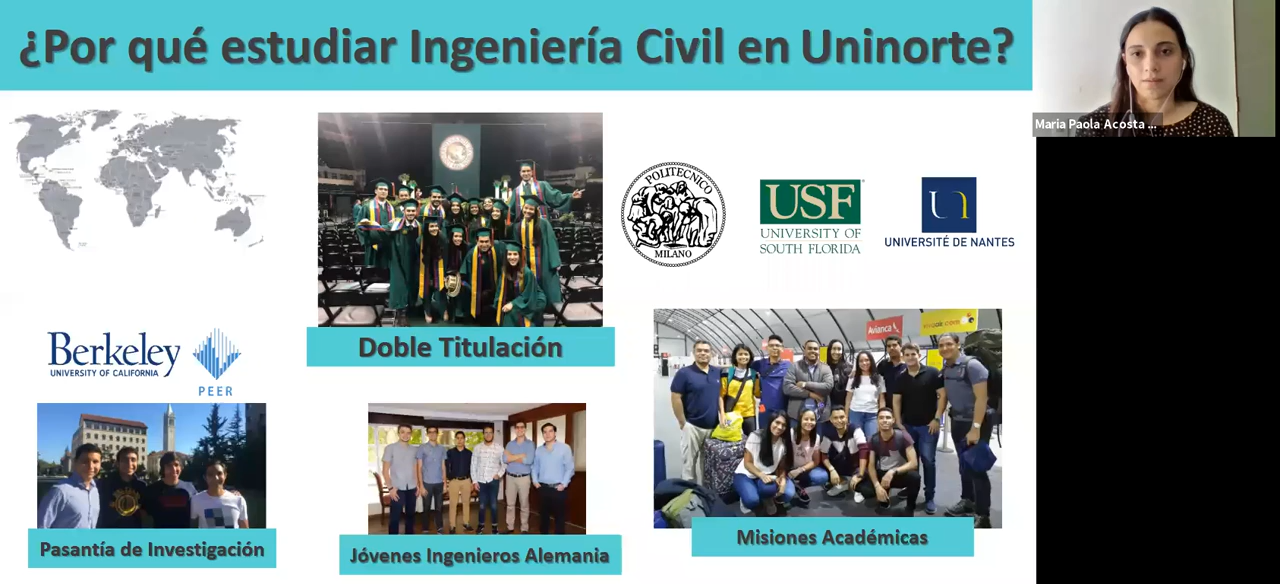 ¿Por qué estudiar Ingeniería Civil en Uninorte?
Maria Paola Acosta ...
POLITECNICO
MILANO
USF
UNIVERSITY OF
SOUTH FLORIDA
UNIVERSITÉ DE NANTES
Berkeley
UNIVERSITY OF CALIFORNIA
PEER
Doble Titulación
Avianca
Pasantía de Investigación
Jóvenes Ingenieros Alemania
Misiones Académicas